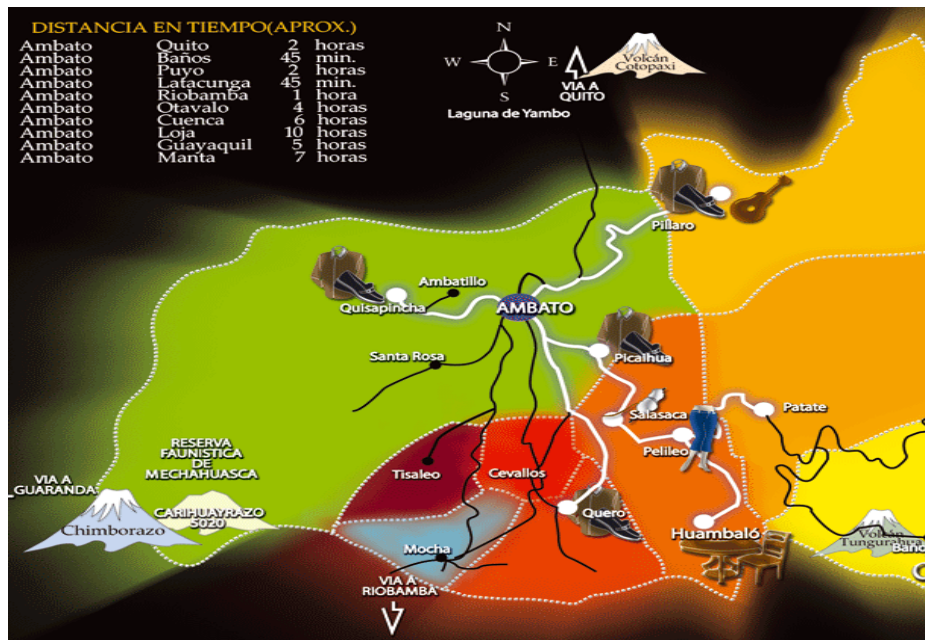 DISTANCIA EN TIEMPO(APROX.)
Ambato Quito 2 horas
Ambato Baños 45 min.
Ambato Puyo 2 horas
Ambato Latacunga 45 min.
Ambato Riobamba 1 hora
Ambato Otavalo 4 horas
Ambato Cuenca 6 horas
Ambato Loja 10 horas
Ambato Guayaquil 5 horas
Ambato Manta 7 horas
N
W
E
S
VIA A
QUITO
Volcán
Cotopaxi
Laguna de Yambo
Pillaro
Ambatillo
Quisapincha
AMBATO
Santa Rosa
Picaihua
Salasaca
Patate
Pelileo
RESERVA
FAUNISTICA
DE
MECHAHUASCA
Tisaleo
Cevallos
VIA A
GUARANDA
Chimborazo
CARIHUAYRAZO
5020
Quero
Huambaló
Volcán
Tungurahua
Baño
Mocha
VIA A
RIOBAMBA